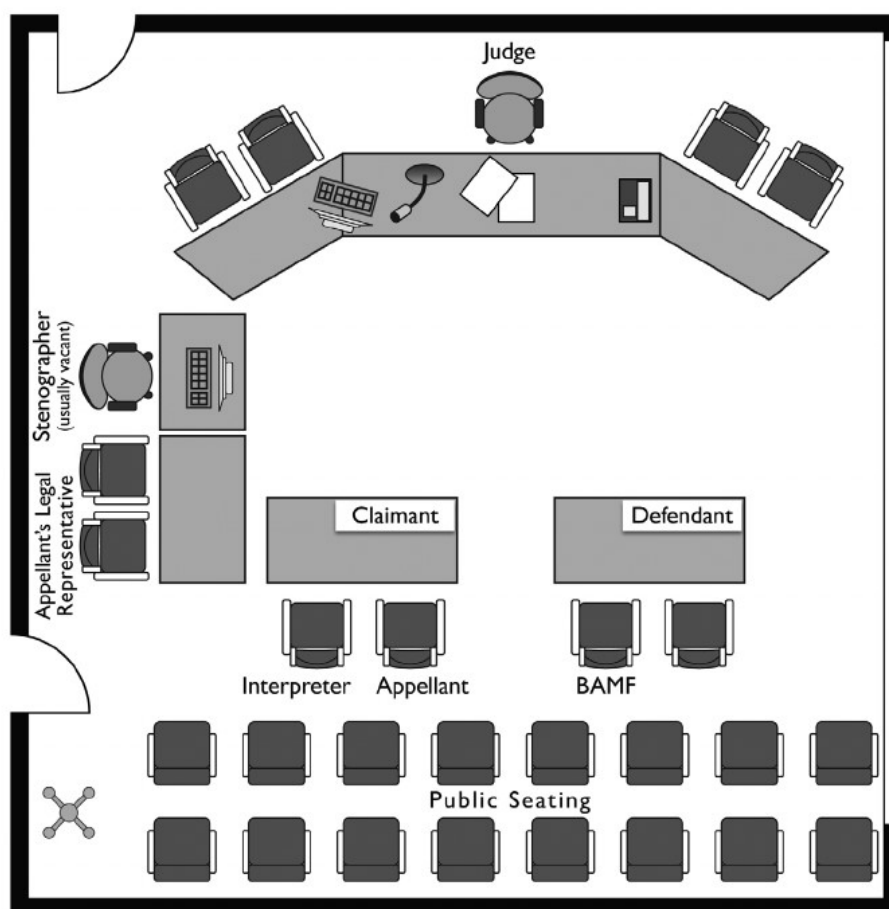 Judge
Stenographer
(usually vacant)
Appellant's Legal
Representative
Claimant
Defendant
Interpreter
Appellant
BAMF
Public Seating